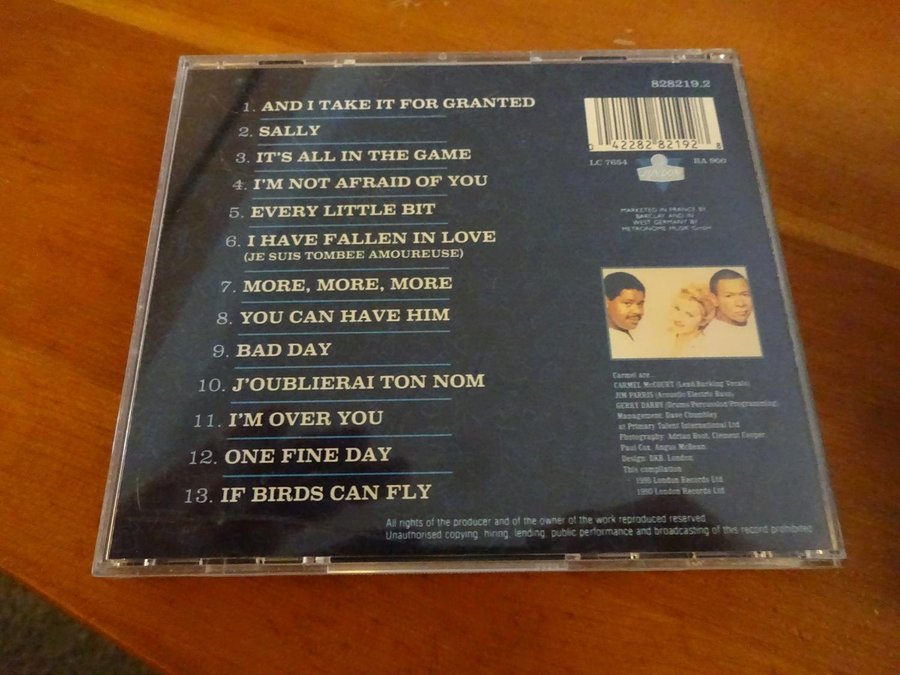 1. AND I TAKE IT FOR GRANTED
2. SALLY
3. IT'S ALL IN THE GAME
4. I'M NOT AFRAID OF YOU
5. EVERY LITTLE BIT
6. I HAVE FALLEN IN LOVE
(JE SUIS TOMBEE AMOUREUSE)
7. MORE, MORE, MORE
8. YOU CAN HAVE HIM
9. BAD DAY
10. J'OUBLIERAI TON NOM
11. I'M OVER YOU
12. ONE FINE DAY
13. IF BIRDS CAN FLY
828219.2
0 42282 82192 8
LC 7654 BA 900
LONDON
MARKETED IN FRANCE BY
BARCLAY AND IN
WEST GERMANY BY
METRONOME MUSIK GmbH
Carmel are...
CARMEL McCOURT (Lead/Backing Vocals)
JIM PARRIS (Acoustic/Electric Bass)
GERRY DARBY (Drums/Percussion/Programming)
Management: Dave Chumbley
at Primary Talent International Ltd
Photography: Adrian Boot, Clement Cooper,
Paul Cox, Angus McBean.
Design: DKB, London.
This compilation
1990 London Records Ltd
1990 London Records Ltd
All rights of the producer and of the owner of the work reproduced reserved
Unauthorised copying, hiring, lending, public performance and broadcasting of this record prohibited